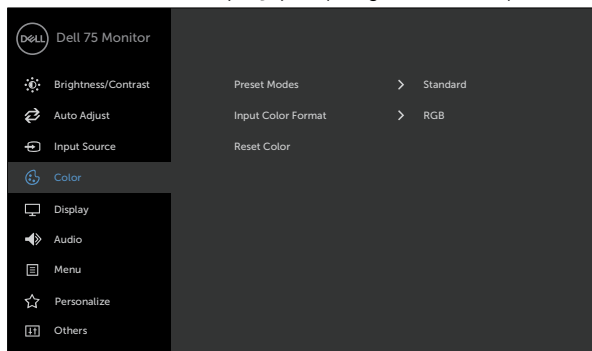 DELL
Dell 75 Monitor
Brightness/Contrast
Preset Modes > Standard
Auto Adjust
Input Color Format > RGB
Input Source
Reset Color
Color
Display
Audio
Menu
Personalize
Others